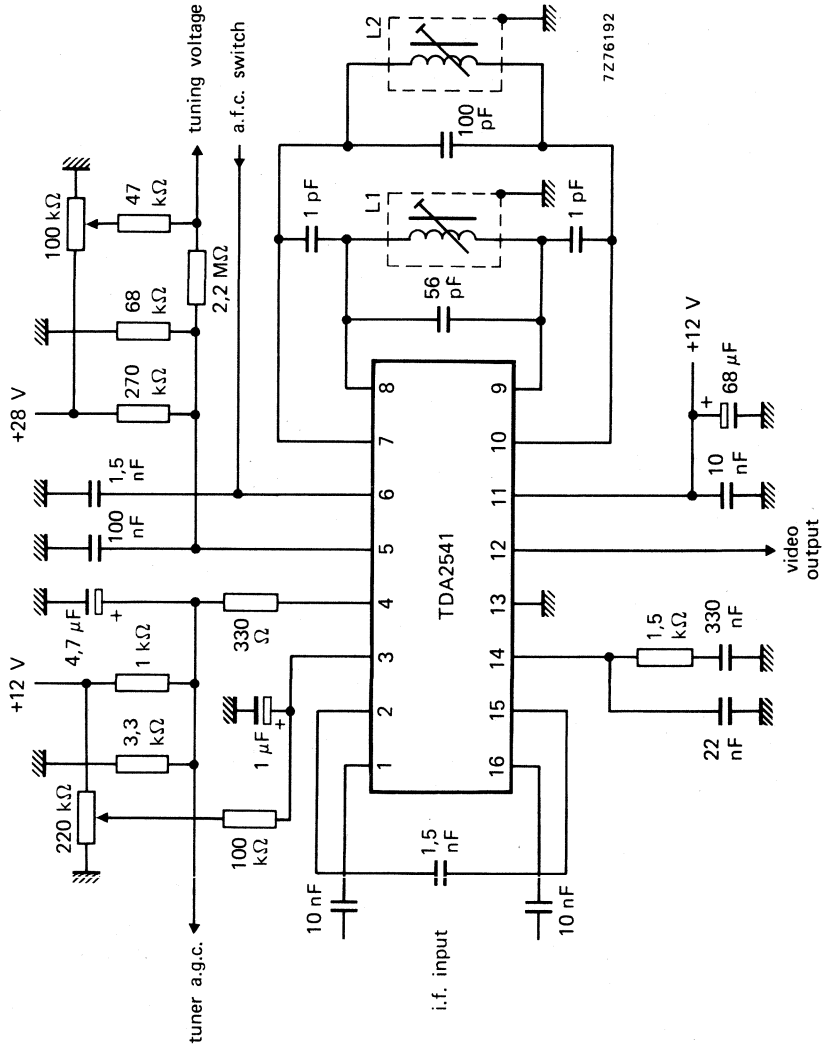 +12 V
+28 V
220 kΩ
3,3
kΩ
1 kΩ
4,7 µF
100
nF
1,5
nF
270
kΩ
68
kΩ
100 kΩ
47
kΩ
tuner a.g.c.
2,2 MΩ
tuning voltage
100
kΩ
1 µF
+
330
Ω
+
a.f.c. switch
10 nF
1 pF
1
2
3
4
5
6
7
8
L1
L2
i.f. input
1,5
nF
TDA2541
56
pF
100
pF
16
15
14
13
12
11
10
9
10 nF
1 pF
7Z76192
22
nF
1,5
kΩ
330
nF
video
output
10
nF
+
68 µF
+12 V